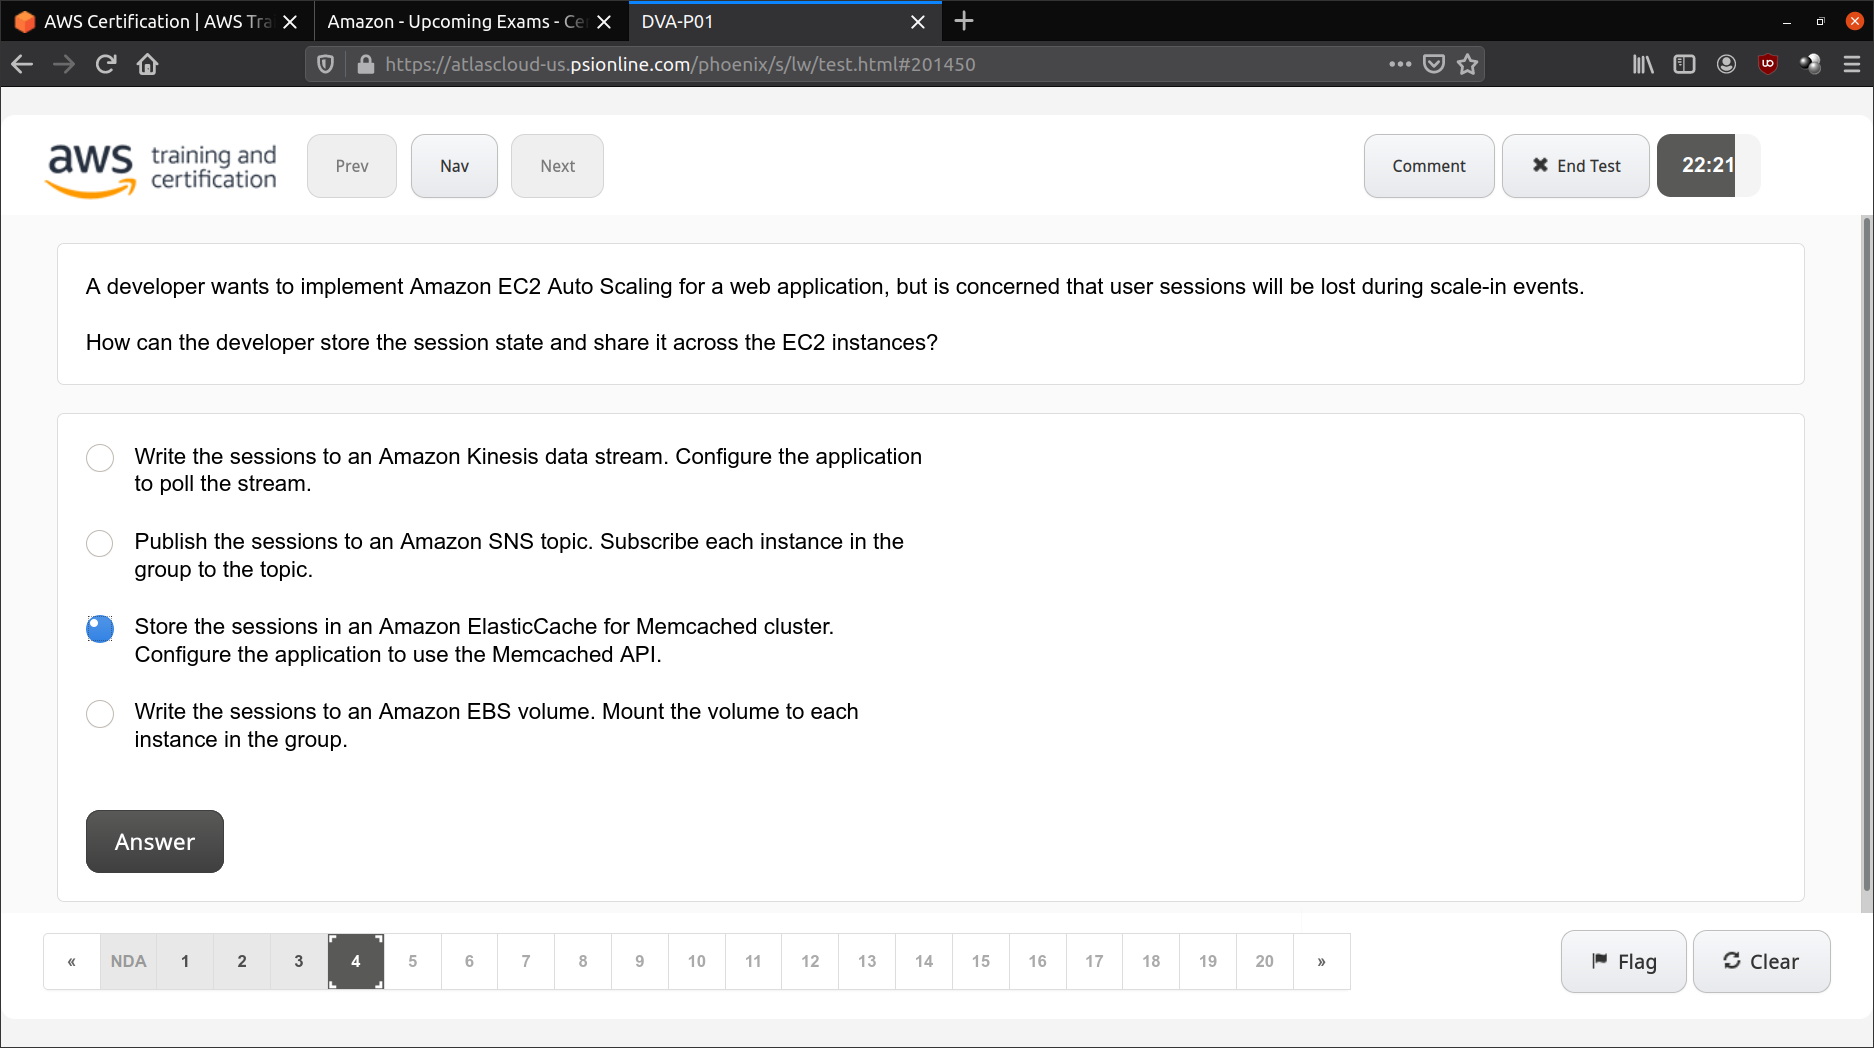 AWS Certification | AWS Tra
Amazon - Upcoming Exams - Ce
DVA-P01
https://atlascloud-us.psionline.com/phoenix/s/lw/test.html#201450
aws training and
certification
Prev
Nav
Next
Comment
End Test
22:21
A developer wants to implement Amazon EC2 Auto Scaling for a web application, but is concerned that user sessions will be lost during scale-in events.
How can the developer store the session state and share it across the EC2 instances?
Write the sessions to an Amazon Kinesis data stream. Configure the application
to poll the stream.
Publish the sessions to an Amazon SNS topic. Subscribe each instance in the
group to the topic.
Store the sessions in an Amazon ElasticCache for Memcached cluster.
Configure the application to use the Memcached API.
Write the sessions to an Amazon EBS volume. Mount the volume to each
instance in the group.
Answer
« NDA 1 2 3 4 5 6 7 8 9 10 11 12 13 14 15 16 17 18 19 20 »
Flag
Clear